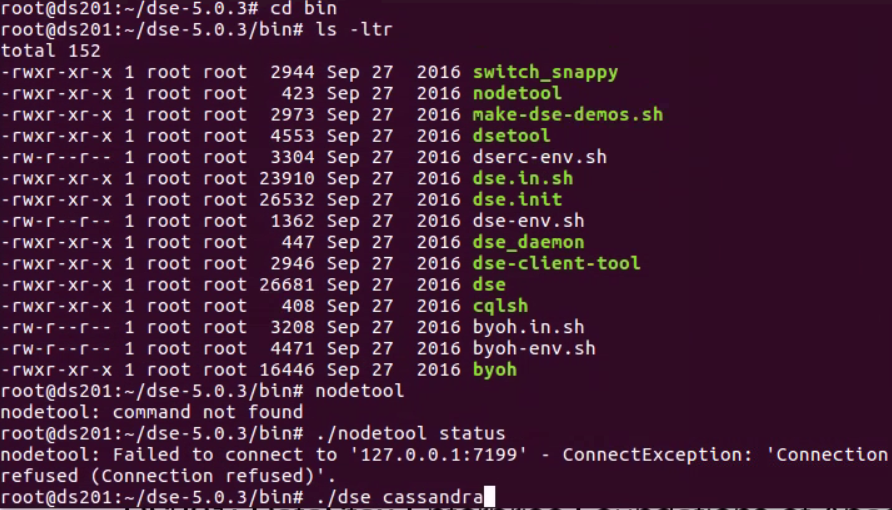 root@ds201:~/dse-5.0.3# cd bin
root@ds201:~/dse-5.0.3/bin# ls -ltr
total 152
-rwxr-xr-x 1 root root  2944 Sep 27  2016 switch_snappy
-rwxr-xr-x 1 root root   423 Sep 27  2016 nodetool
-rwxr-xr-x 1 root root  2973 Sep 27  2016 make-dse-demos.sh
-rwxr-xr-x 1 root root  4553 Sep 27  2016 dsetool
-rw-r--r-- 1 root root  3304 Sep 27  2016 dserc-env.sh
-rwxr-xr-x 1 root root 23910 Sep 27  2016 dse.in.sh
-rwxr-xr-x 1 root root 26532 Sep 27  2016 dse.init
-rw-r--r-- 1 root root  1362 Sep 27  2016 dse-env.sh
-rwxr-xr-x 1 root root   447 Sep 27  2016 dse_daemon
-rwxr-xr-x 1 root root  2946 Sep 27  2016 dse-client-tool
-rwxr-xr-x 1 root root 26681 Sep 27  2016 dse
-rwxr-xr-x 1 root root   408 Sep 27  2016 cqlsh
-rw-r--r-- 1 root root  3208 Sep 27  2016 byoh.in.sh
-rw-r--r-- 1 root root  4471 Sep 27  2016 byoh-env.sh
-rwxr-xr-x 1 root root 16446 Sep 27  2016 byoh
root@ds201:~/dse-5.0.3/bin# nodetool
nodetool: command not found
root@ds201:~/dse-5.0.3/bin# ./nodetool status
nodetool: Failed to connect to '127.0.0.1:7199' - ConnectException: 'Connection
refused (Connection refused)'.
root@ds201:~/dse-5.0.3/bin# ./dse cassandra